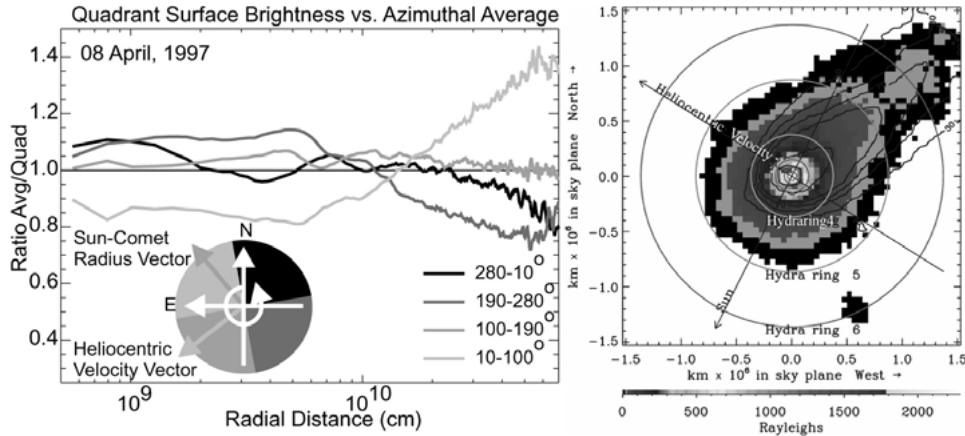 Quadrant Surface Brightness vs. Azimuthal Average
08 April, 1997
1.4
1.2
1.0
0.8
0.6
0.4
Ratio Avg/Quad
Sun-Comet
Radius Vector
N
E
Heliocentric
Velocity Vector
280-10°
190-280°
100-190°
10-100°
10⁹
10¹⁰
Radial Distance (cm)
1.5
1.0
0.5
0.0
-0.5
-1.0
-1.5
km × 10⁶ in sky plane North →
Heliocentric Velocity→
Hydraring4
Hydra ring 5
Hydra ring 6
Sun
-1.5 -1.0 -0.5 0.0 0.5 1.0 1.5
km × 10⁶ in sky plane West →
0 500 1000 1500 2000
Rayleighs